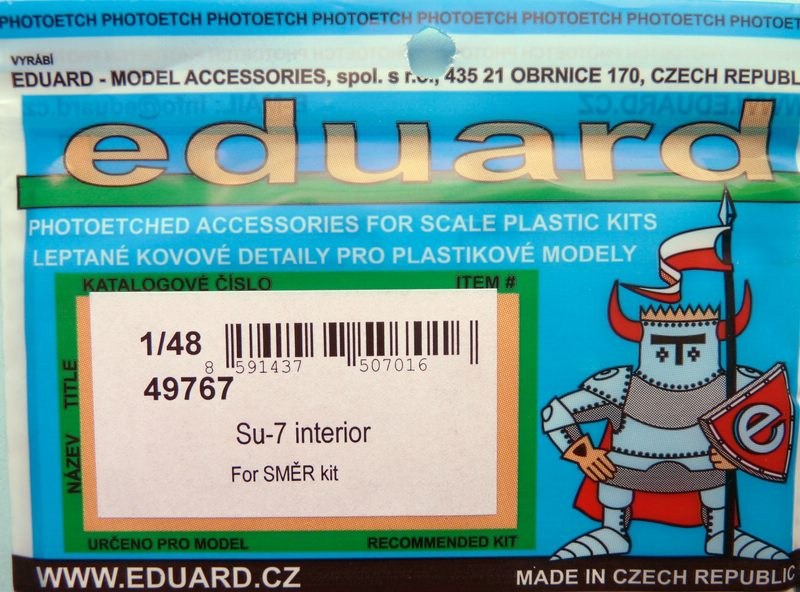 PHOTOETCH PHOTOETCH PHOTOETCH PHOTOETCH PHOTOETCH PHOTOETCH PHOTOETCH PHOTOET
VYRÁBÍ
EDUARD - MODEL ACCESSORIES, spol. s r.o., 435 21 OBRNICE 170, CZECH REPUBL
eduard
PHOTOETCHED ACCESSORIES FOR SCALE PLASTIC KITS
LEPTANÉ KOVOVÉ DETAILY PRO PLASTIKOVÉ MODELY
KATALOGOVÉ ČÍSLO ITEM #
1/48
8 591437 507016
49767
NÁZEV TITLE
Su-7 interior
For SMĚR kit
e
URČENO PRO MODEL RECOMMENDED KIT
WWW.EDUARD.CZ MADE IN CZECH REPUBLIC